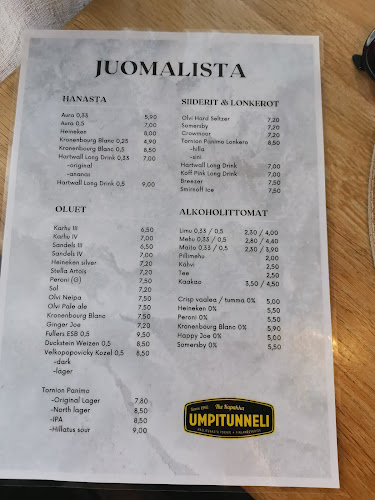 JUOMALISTA
HANASTA
Aura 0,33 5,90
Aura 0,5 7,00
Heineken 8,00
Kronenbourg Blanc 0,25 4,90
Kronenbourg Blanc 0,5 8,50
Hartwall Long Drink 0,33 7,00
-original
-ananas
Hartwall Long Drink 0,5 9,00
OLUET
Karhu III 6,50
Karhu IV 7,00
Sandels III 6,50
Sandels IV 7,00
Heineken silver 7,20
Stella Artois 7,20
Peroni (G) 7,50
Sol 7,20
Olvi Neipa 7,50
Olvi Pale ale 7,50
Kronenbourg Blanc 7,50
Ginger Joe 7,20
Fullers ESB 0,5 9,50
Duckstein Weizen 0,5 8,50
Velkopopovicky Kozel 0,5 8,50
-dark
-lager
Tornion Panimo
-Original Lager 7,80
-North lager 8,50
-IPA 8,50
-Hillatus sour 9,00
SIIDERIT & LONKEROT
Olvi Hard Seltzer 7,20
Somersby 7,20
Crowmoor 7,20
Tornion Panimo Lonkero 8,50
-hilla
-sini
Hartwall Long Drink 7,00
Koff Pink Long Drink 7,00
Breezer 7,50
Smirnoff Ice 7,50
ALKOHOLITTOMAT
Limu 0,33 / 0,5 2,30 / 4,00
Mehu 0,33 / 0,5 2,80 / 4,40
Maito 0,33 / 0,5 2,30 / 3,90
Pillimehu 2,00
Kahvi 2,50
Tee 2,50
Kaakao 3,50 / 4,50
Crisp vaalea / tumma 0% 5,50
Heineken 0% 5,50
Peroni 0% 5,50
Kronenbourg Blanc 0% 5,90
Happy Joe 0% 5,50
Somersby 0% 5,50
The Kapakka
UMPITUNNELI